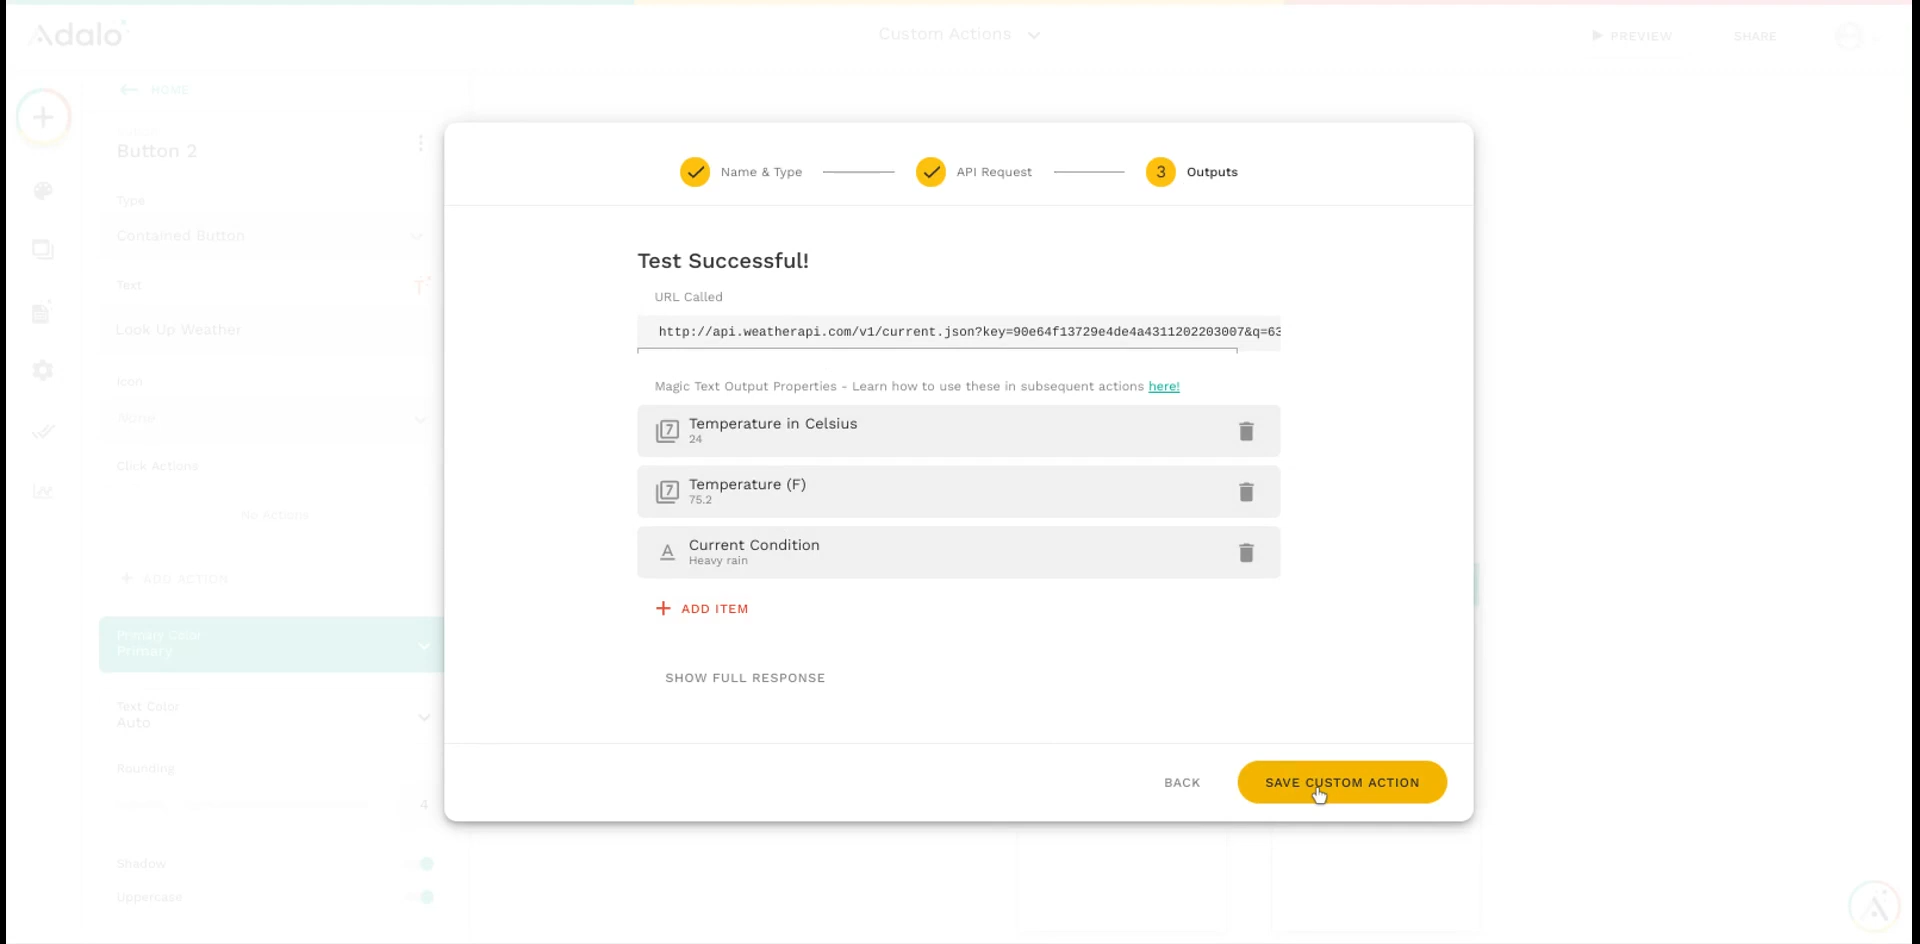 Adalo
Custom Actions
PREVIEW
SHARE
HOME
Button 2
Type
Contained Button
Text
Look Up Weather
Icon
None
Click Actions
No Actions
+ ADD ACTION
Primary Color
Primary
Text Color
Auto
Rounding
4
Shadow
Uppercase
Name & Type
API Request
3 Outputs
Test Successful!
URL Called
http://api.weatherapi.com/v1/current.json?key=90e64f13729e4de4a4311202203007&q=63
Magic Text Output Properties - Learn how to use these in subsequent actions here!
7 Temperature in Celsius
24
7 Temperature (F)
75.2
A Current Condition
Heavy rain
+ ADD ITEM
SHOW FULL RESPONSE
BACK
SAVE CUSTOM ACTION